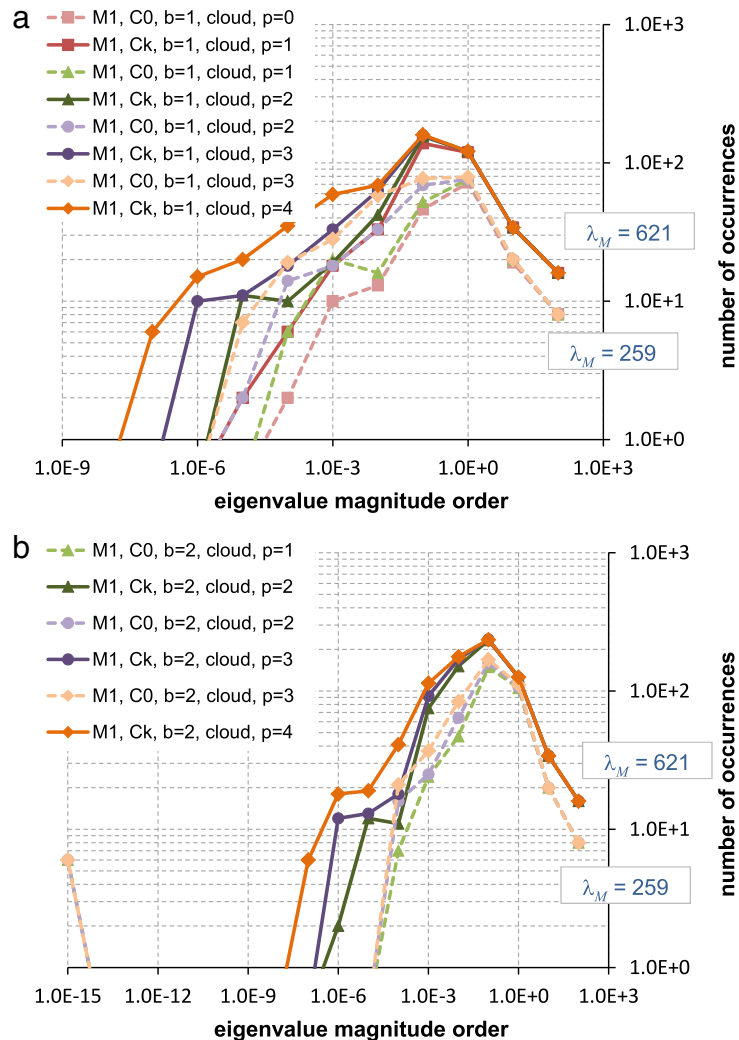 a
M1, C0, b=1, cloud, p=0
M1, Ck, b=1, cloud, p=1
M1, C0, b=1, cloud, p=1
M1, Ck, b=1, cloud, p=2
M1, C0, b=1, cloud, p=2
M1, Ck, b=1, cloud, p=3
M1, C0, b=1, cloud, p=3
M1, Ck, b=1, cloud, p=4
1.0E+3
1.0E+2
1.0E+1
1.0E+0
number of occurrences
λM = 621
λM = 259
1.0E-9 1.0E-6 1.0E-3 1.0E+0 1.0E+3
eigenvalue magnitude order
b
M1, C0, b=2, cloud, p=1
M1, Ck, b=2, cloud, p=2
M1, C0, b=2, cloud, p=2
M1, Ck, b=2, cloud, p=3
M1, C0, b=2, cloud, p=3
M1, Ck, b=2, cloud, p=4
1.0E+3
1.0E+2
1.0E+1
1.0E+0
number of occurrences
λM = 621
λM = 259
1.0E-15 1.0E-12 1.0E-9 1.0E-6 1.0E-3 1.0E+0 1.0E+3
eigenvalue magnitude order